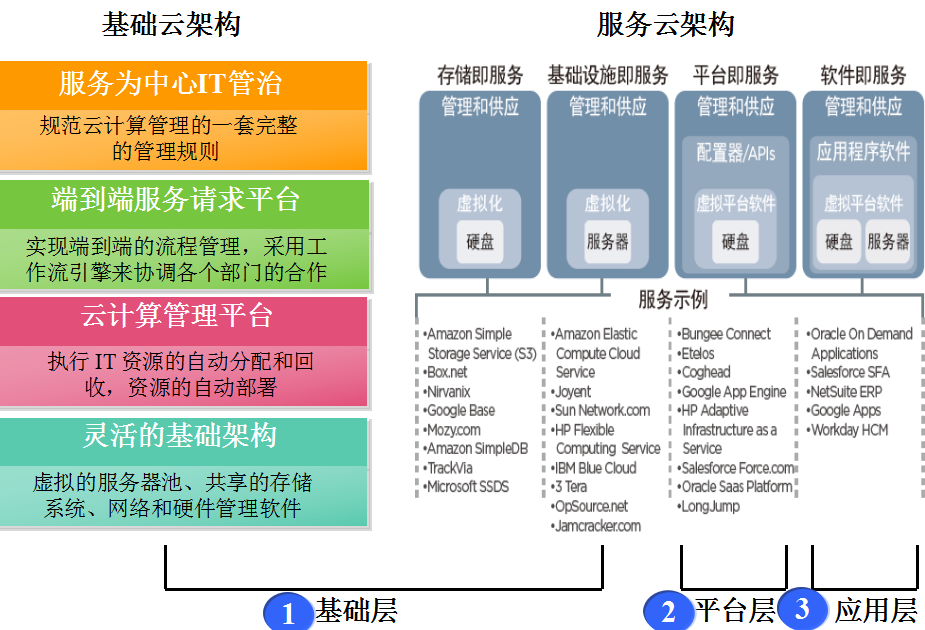 基础云架构
服务为中心IT管治
规范云计算管理的一套完整
的管理规则
端到端服务请求平台
实现端到端的流程管理，采用工
作流引擎来协调各个部门的合作
云计算管理平台
执行 IT 资源的自动分配和回
收，资源的自动部署
灵活的基础架构
虚拟的服务器池、共享的存储
系统、网络和硬件管理软件
服务云架构
存储即服务
管理和供应
虚拟化
硬盘
基础设施即服务
管理和供应
虚拟化
服务器
平台即服务
管理和供应
配置器/APIs
虚拟平台软件
硬盘
软件即服务
管理和供应
应用程序软件
虚拟平台软件
硬盘 服务器
服务示例
•Amazon Simple
Storage Service (S3)
•Box.net
•Nirvanix
•Google Base
•Mozy.com
•Amazon SimpleDB
•TrackVia
•Microsoft SSDS
•Amazon Elastic
Compute Cloud
Service
•Joyent
•Sun Network.com
•HP Flexible
Computing Service
•IBM Blue Cloud
•3 Tera
•OpSource.net
•Jamcracker.com
•Bungee Connect
•Etelos
•Coghead
•Google App Engine
•HP Adaptive
Infrastructure as a
Service
•Salesforce Force.com
•Oracle Saas Platform
•LongJump
•Oracle On Demand
Applications
•Salesforce SFA
•NetSuite ERP
•Google Apps
•Workday HCM
1 基础层
2 平台层
3 应用层